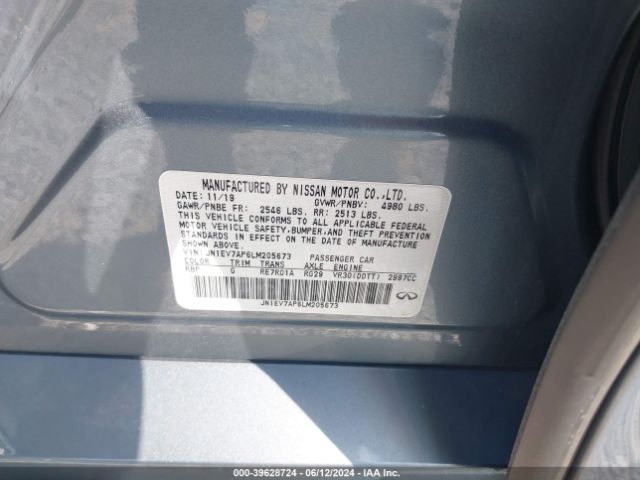 MANUFACTURED BY NISSAN MOTOR CO.,LTD.
DATE: 11/19 GVWR/PNBV: 4980 LBS.
GAWR/PNBE FR: 2546 LBS. RR: 2513 LBS.
THIS VEHICLE CONFORMS TO ALL APPLICABLE FEDERAL
MOTOR VEHICLE SAFETY, BUMPER, AND THEFT PREVENTION
STANDARDS IN EFFECT ON THE DATE OF MANUFACTURE
SHOWN ABOVE.
VIN: JN1EV7AP6LM205673 PASSENGER CAR
COLOR TRIM TRANS AXLE ENGINE
RBP G RE7R01A RG29 VR30(DDTT) 2997CC
JN1EV7AP6LM205673
000-39628724 - 06/12/2024 - IAA Inc.